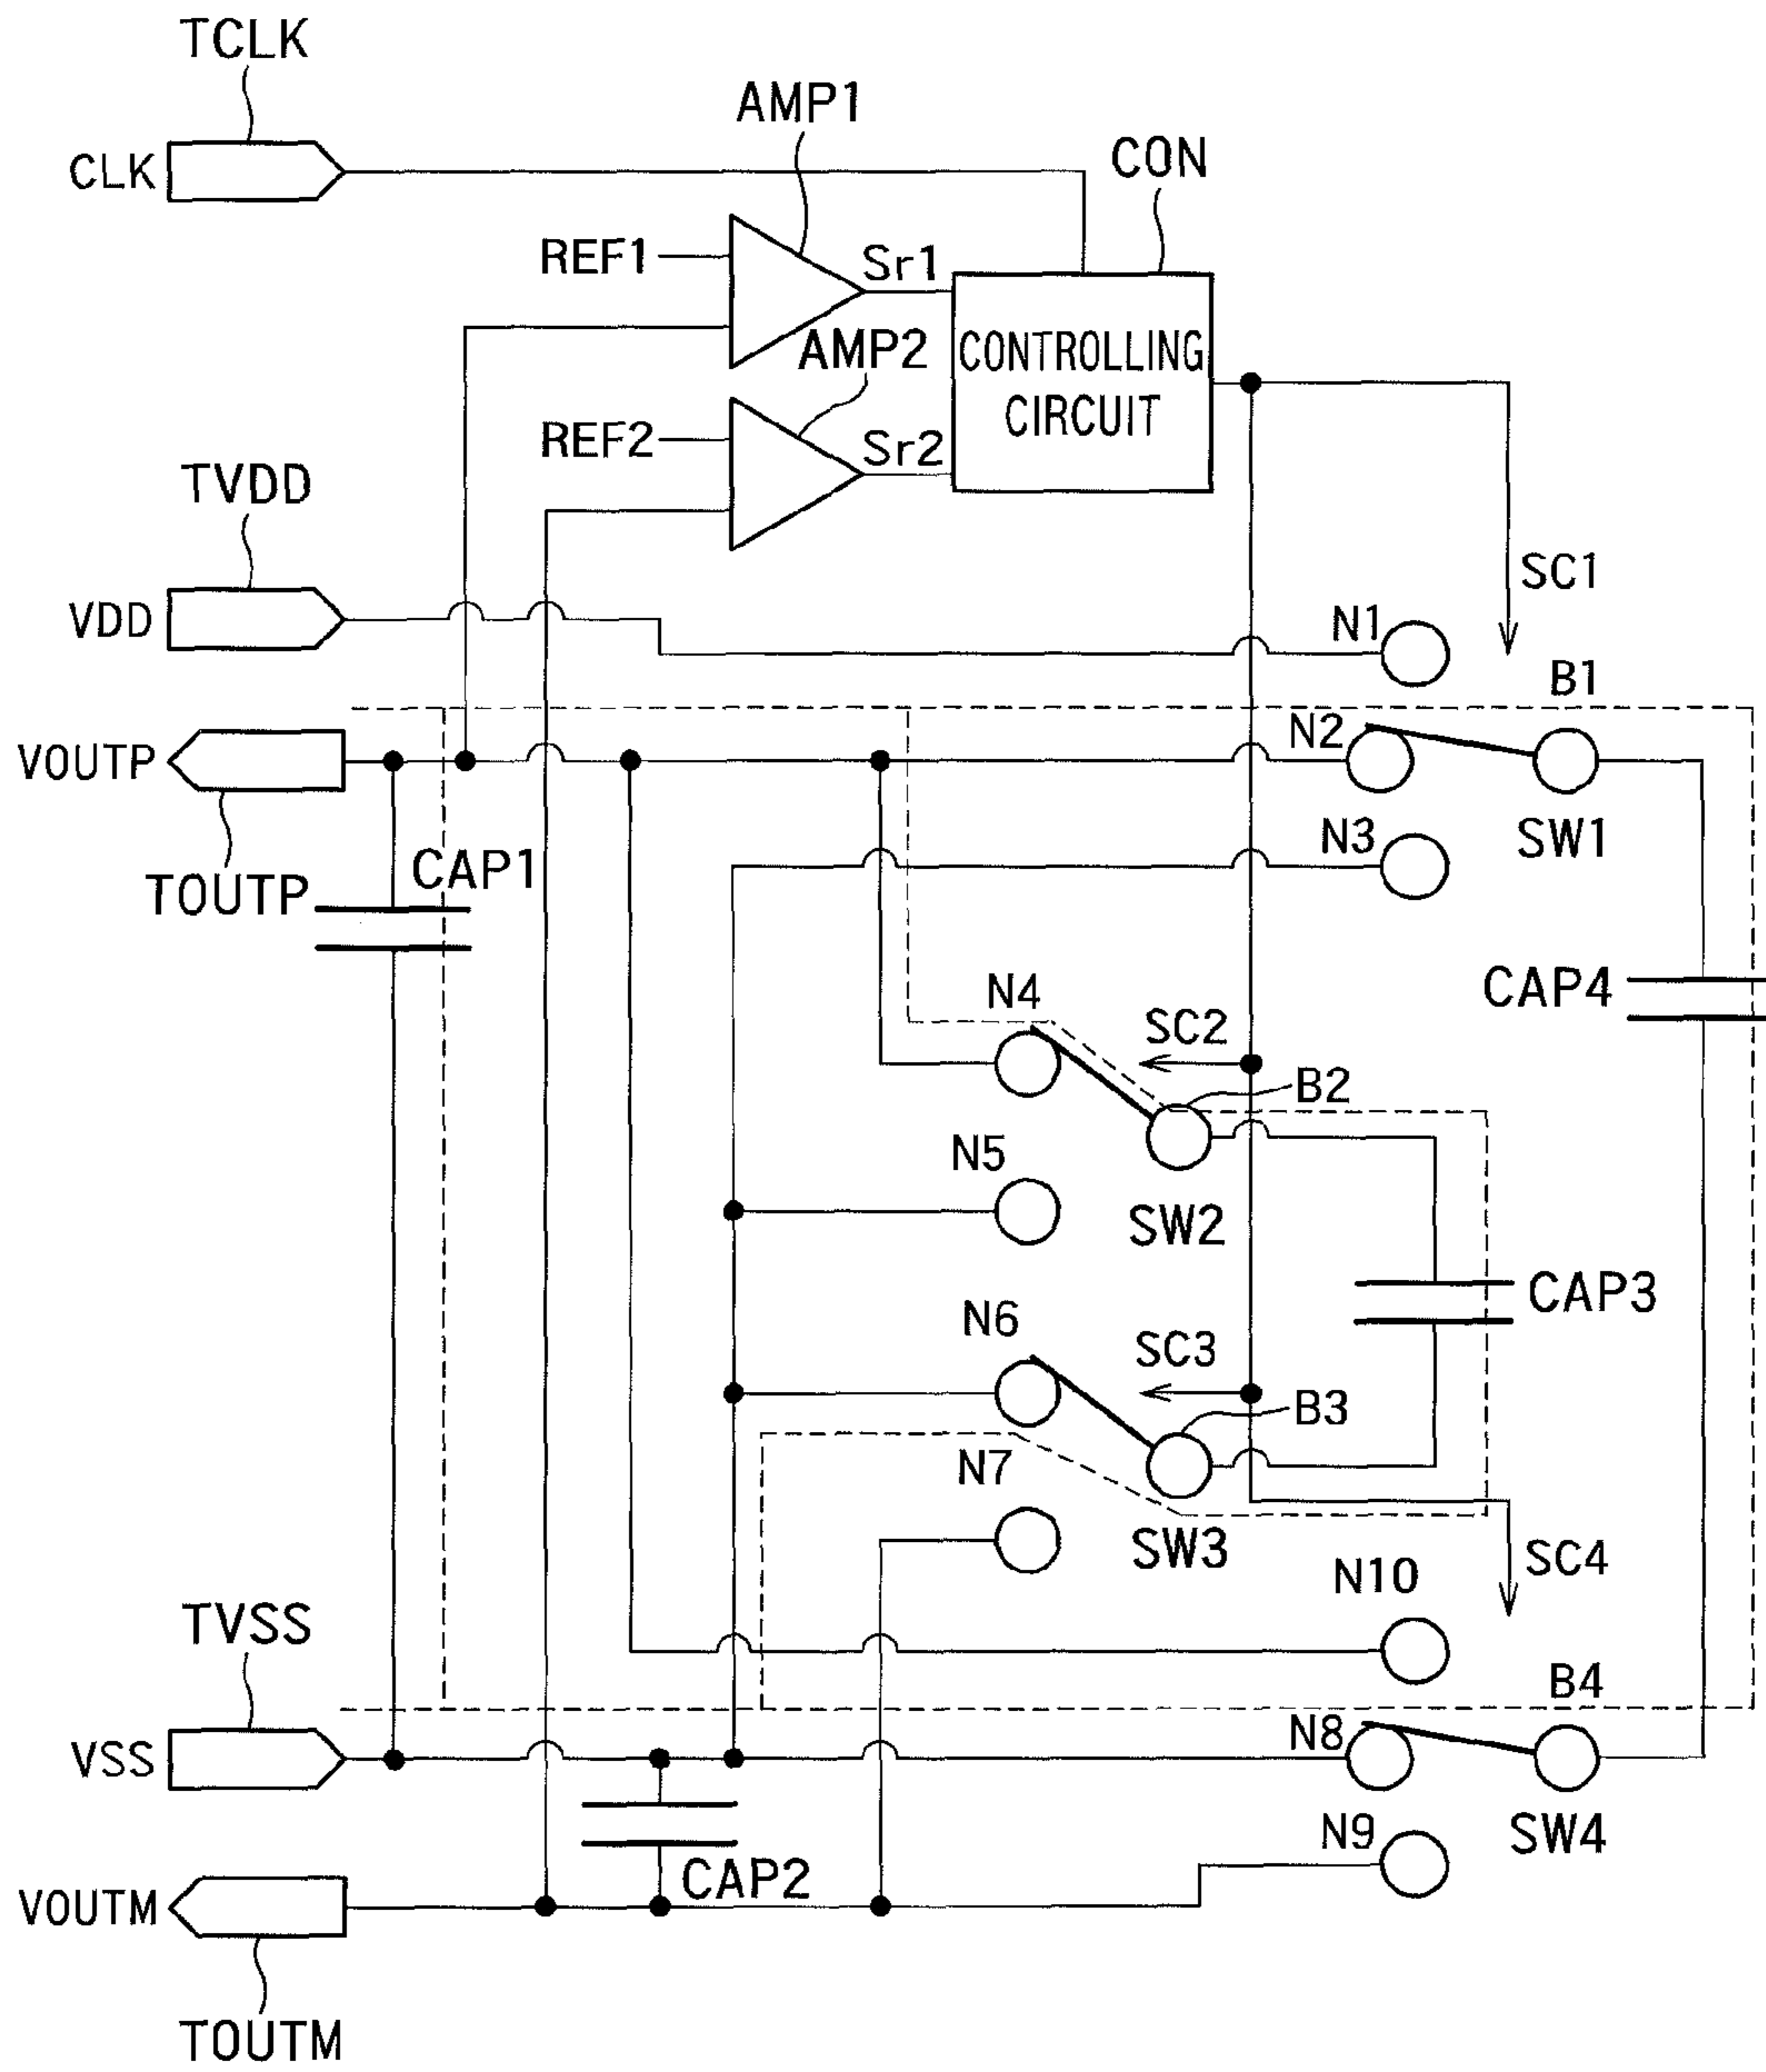 TCLK
AMP1
CLK
CON
REF1
Sr1
AMP2
CONTROLLING
CIRCUIT
REF2
Sr2
TVDD
SC1
VDD
N1
B1
N2
VOUTP
N3
SW1
CAP1
TOUTP
CAP4
N4
SC2
B2
N5
SW2
CAP3
N6
SC3
B3
N7
SW3
SC4
N10
TVSS
B4
N8
VSS
N9
SW4
CAP2
VOUTM
TOUTM